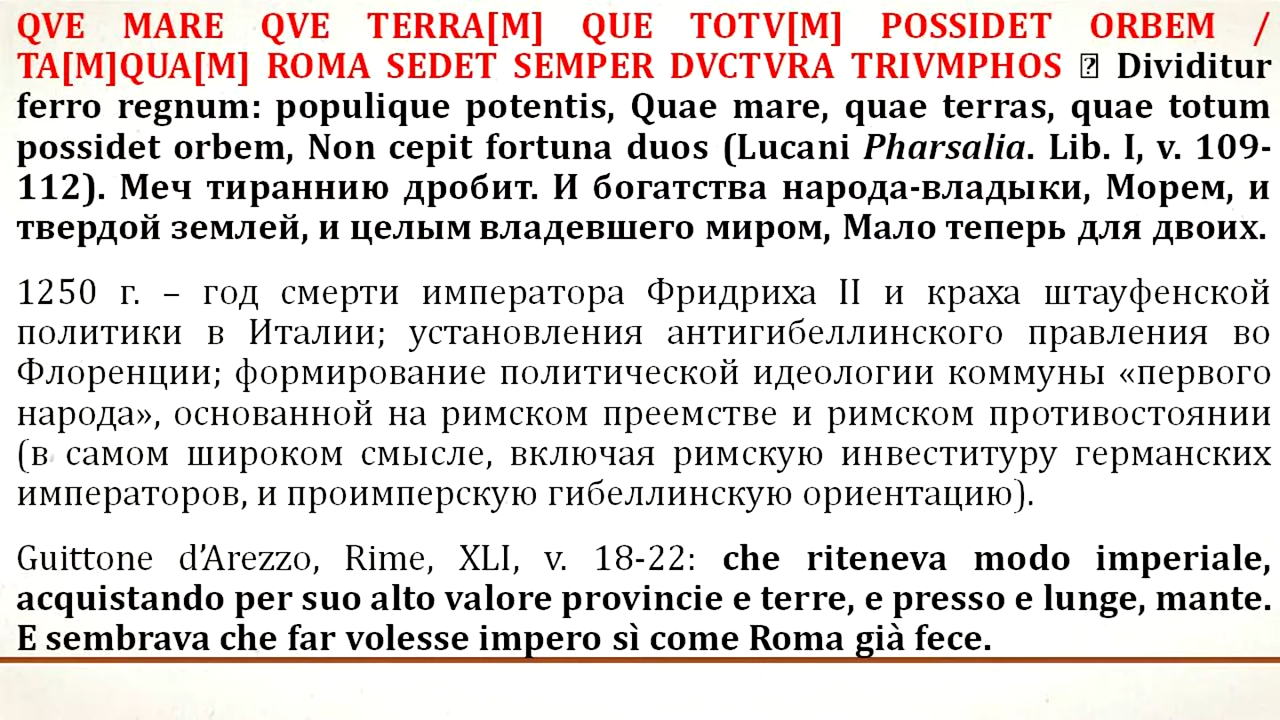 QVE MARE QVE TERRA[M] QUE TOTV[M] POSSIDET ORBEM /
TA[M]QUA[M] ROMA SEDET SEMPER DVCTVRA TRIVMPHOS � Dividitur
ferro regnum: populique potentis, Quae mare, quae terras, quae totum
possidet orbem, Non cepit fortuna duos (Lucani Pharsalia. Lib. I, v. 109-
112). Меч тираннию дробит. И богатства народа-владыки, Морем, и
твердой землей, и целым владевшего миром, Мало теперь для двоих.
1250 г. – год смерти императора Фридриха II и краха штауфенской
политики в Италии; установления антигибеллинского правления во
Флоренции; формирование политической идеологии коммуны «первого
народа», основанной на римском преемстве и римском противостоянии
(в самом широком смысле, включая римскую инвеституру германских
императоров, и проимперскую гибеллинскую ориентацию).
Guittone d’Arezzo, Rime, XLI, v. 18-22: che riteneva modo imperiale,
acquistando per suo alto valore provincie e terre, e presso e lunge, mante.
E sembrava che far volesse impero sì come Roma già fece.